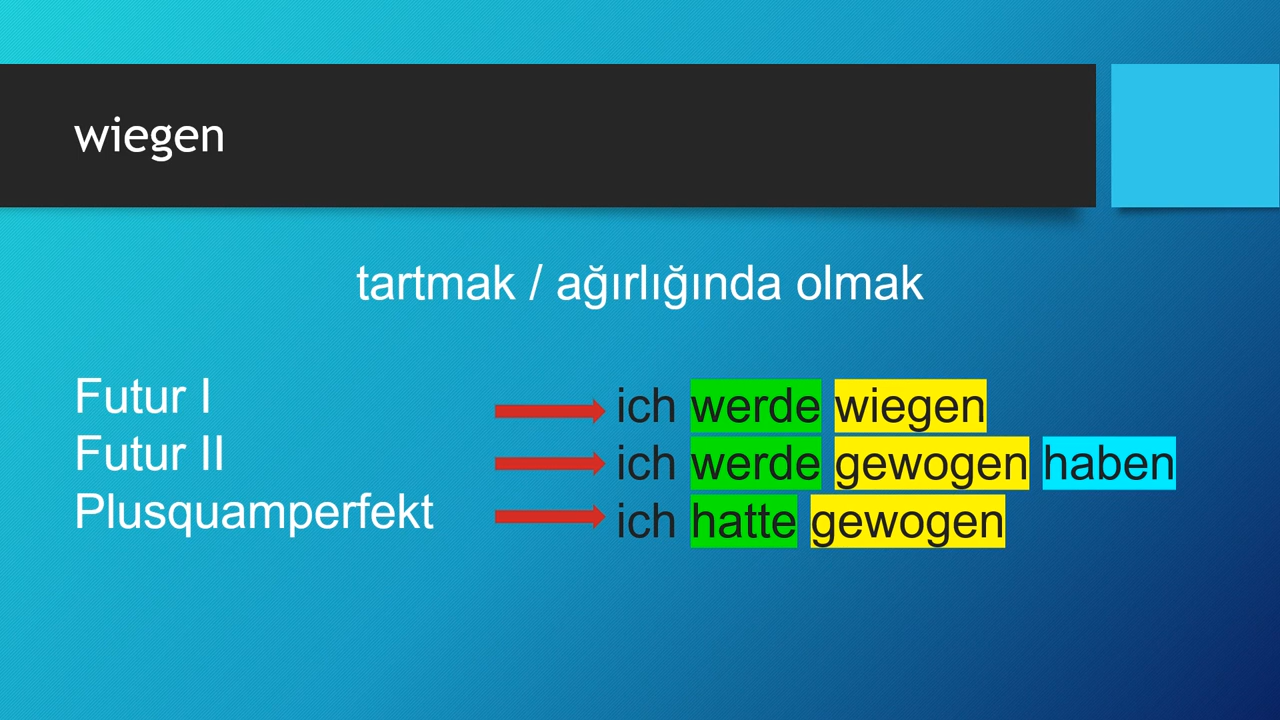 wiegen
tartmak / ağırlığında olmak
Futur I
ich werde wiegen
Futur II
ich werde gewogen haben
Plusquamperfekt
ich hatte gewogen